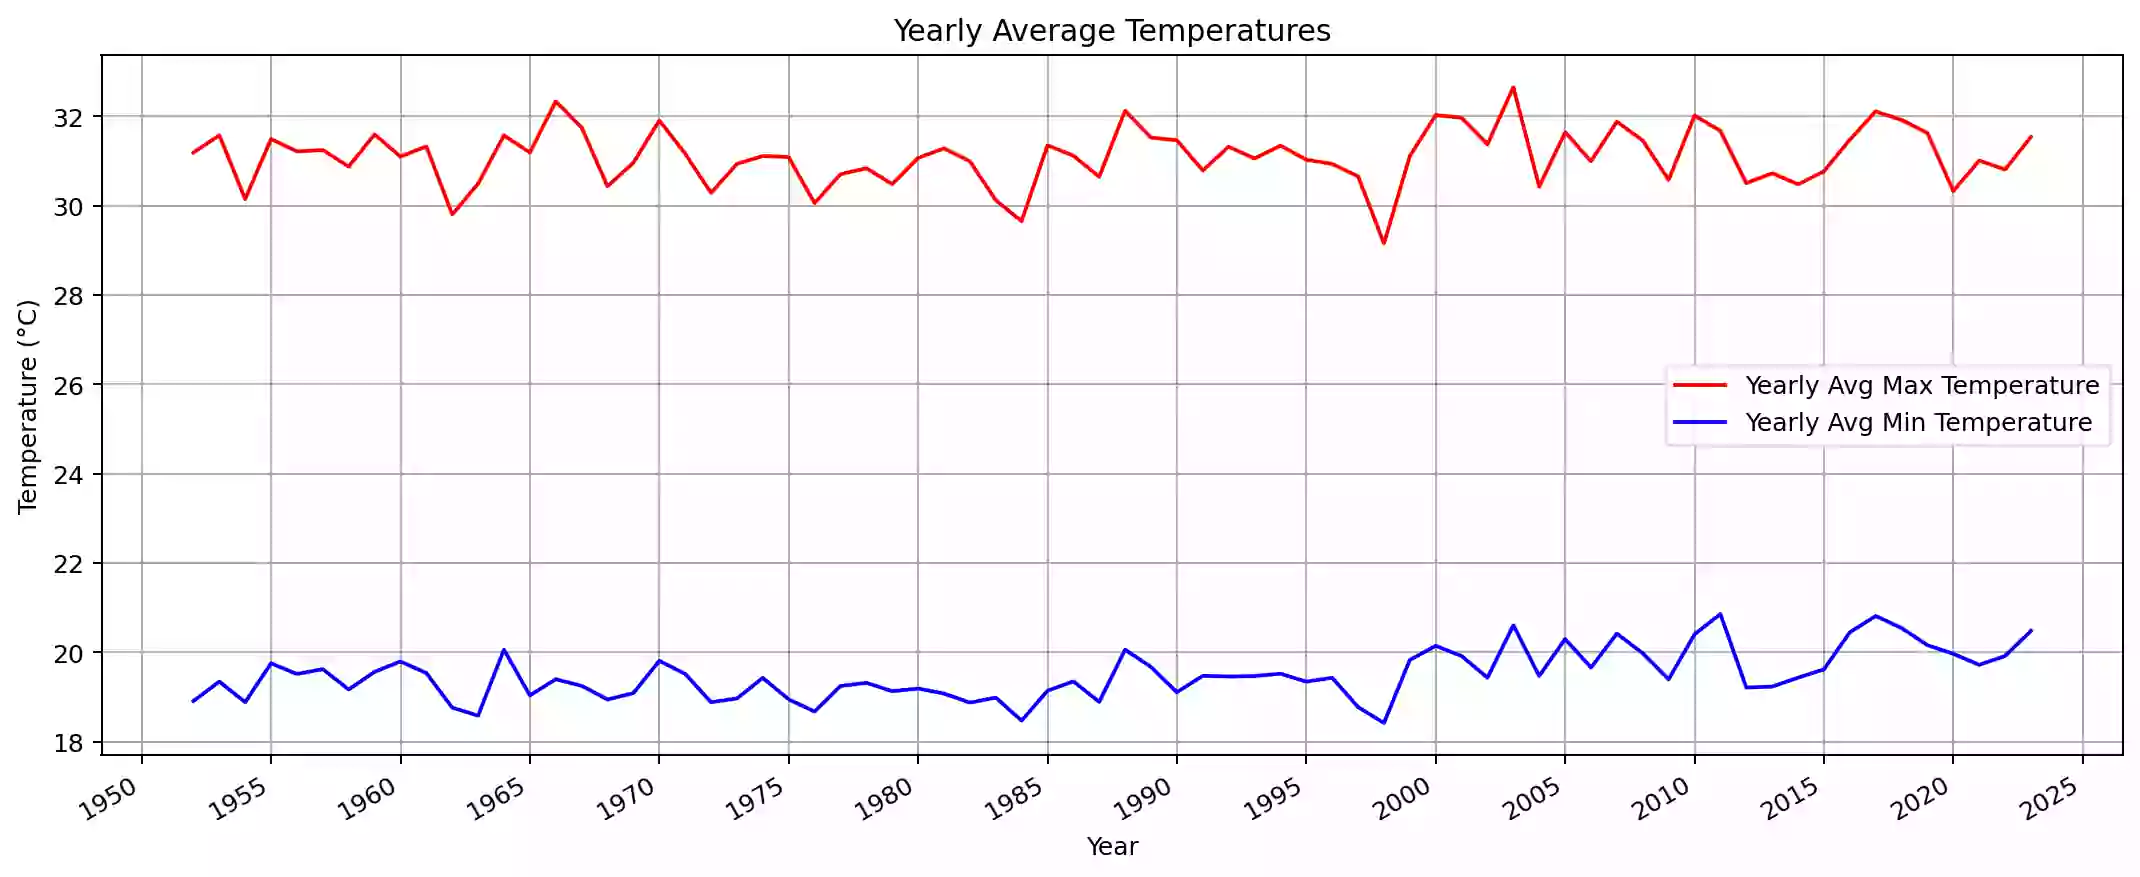 Yearly Average Temperatures
32
30
28
26
24
22
20
18
Temperature (°C)
Yearly Avg Max Temperature
Yearly Avg Min Temperature
1950 1955 1960 1965 1970 1975 1980 1985 1990 1995 2000 2005 2010 2015 2020 2025
Year